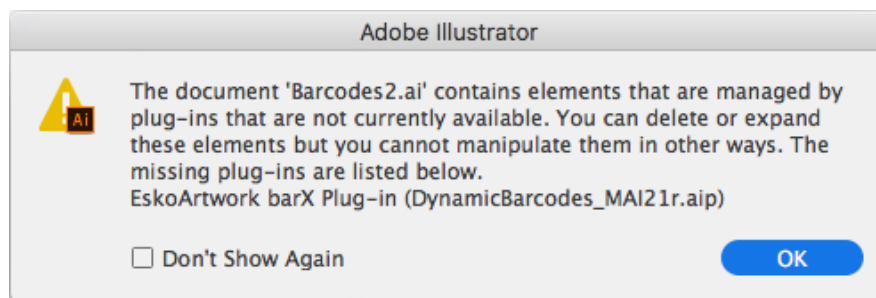 Adobe Illustrator
The document 'Barcodes2.ai' contains elements that are managed by
plug-ins that are not currently available. You can delete or expand
these elements but you cannot manipulate them in other ways. The
missing plug-ins are listed below.
EskoArtwork barX Plug-in (DynamicBarcodes_MAI21r.aip)
Ai
Don't Show Again
OK